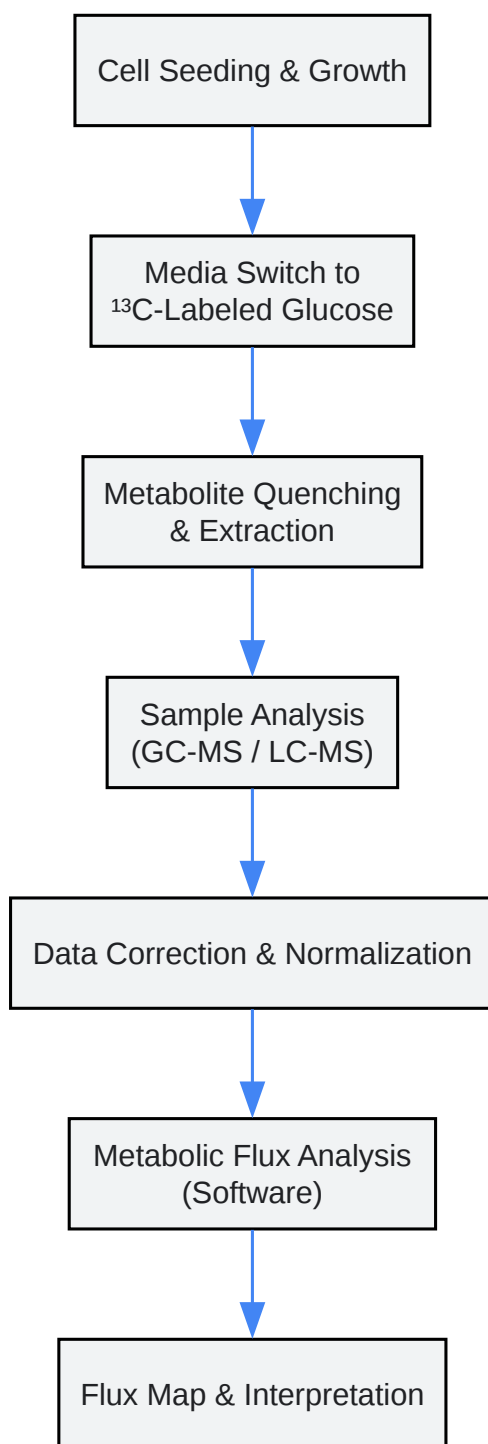 Cell Seeding & Growth
Media Switch to
¹³C-Labeled Glucose
Metabolite Quenching
& Extraction
Sample Analysis
(GC-MS / LC-MS)
Data Correction & Normalization
Metabolic Flux Analysis
(Software)
Flux Map & Interpretation